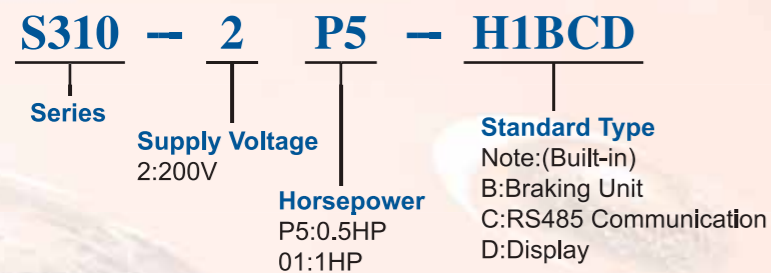 S310 - 2 P5 - H1BCD
Series
Supply Voltage
2:200V
Horsepower
P5:0.5HP
01:1HP
Standard Type
Note:(Built-in)
B:Braking Unit
C:RS485 Communication
D:Display